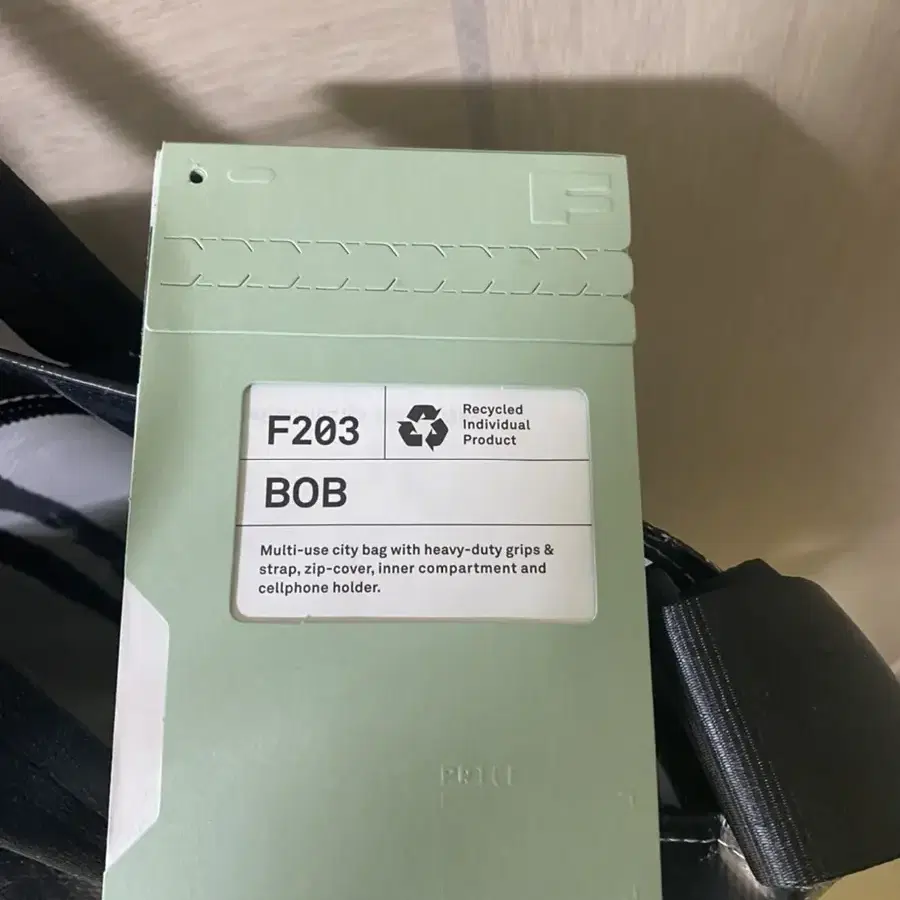 F
F203
Recycled
Individual
Product
BOB
Multi-use city bag with heavy-duty grips &
strap, zip-cover, inner compartment and
cellphone holder.
PRICE